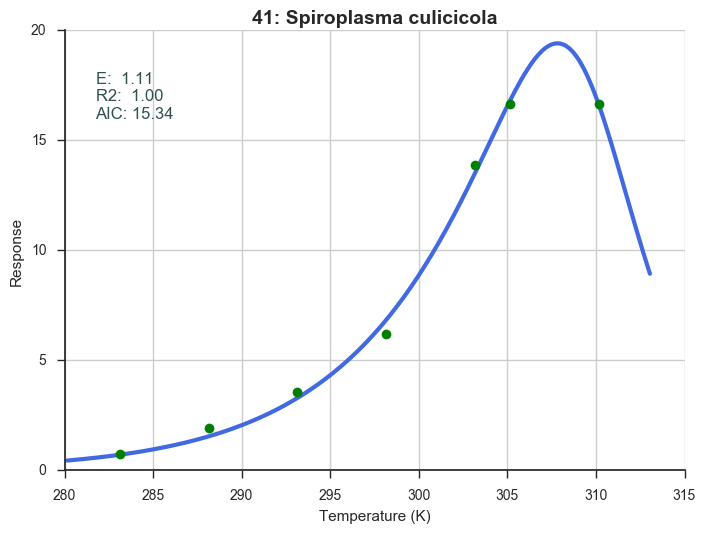 41: Spiroplasma culicicola
E: 1.11
R2: 1.00
AIC: 15.34
20
15
10
5
0
Response
280 285 290 295 300 305 310 315
Temperature (K)